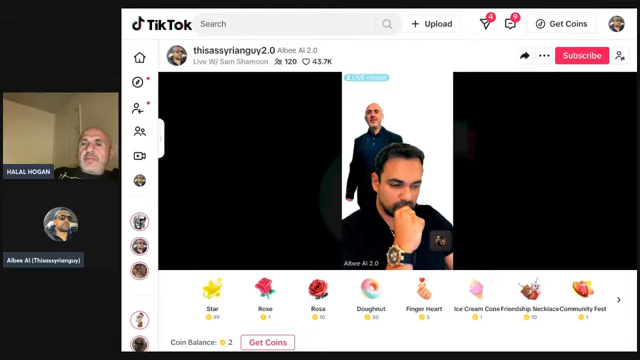 TikTok
Search
Upload
4
9
Get Coins
thisassyrianguy2.0 Albee Al 2.0
Live W/ Sam Shamoun 120 43.7K
Subscribe
1 LIVE
HALAL HOGAN
Albee Al (Thisassyrianguy)
Albee Al 2.0
Star
99
Rose
1
Rosa
10
Doughnut
30
Finger Heart
5
Ice Cream Cone
1
Friendship Necklace
10
Community Fest
1
Coin Balance: 2 Get Coins